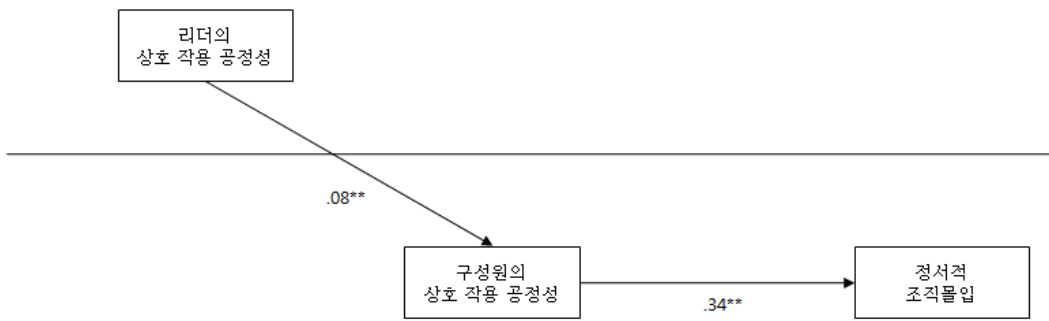 리더의
상호 작용 공정성
.08**
구성원의
상호 작용 공정성
.34**
정서적
조직몰입